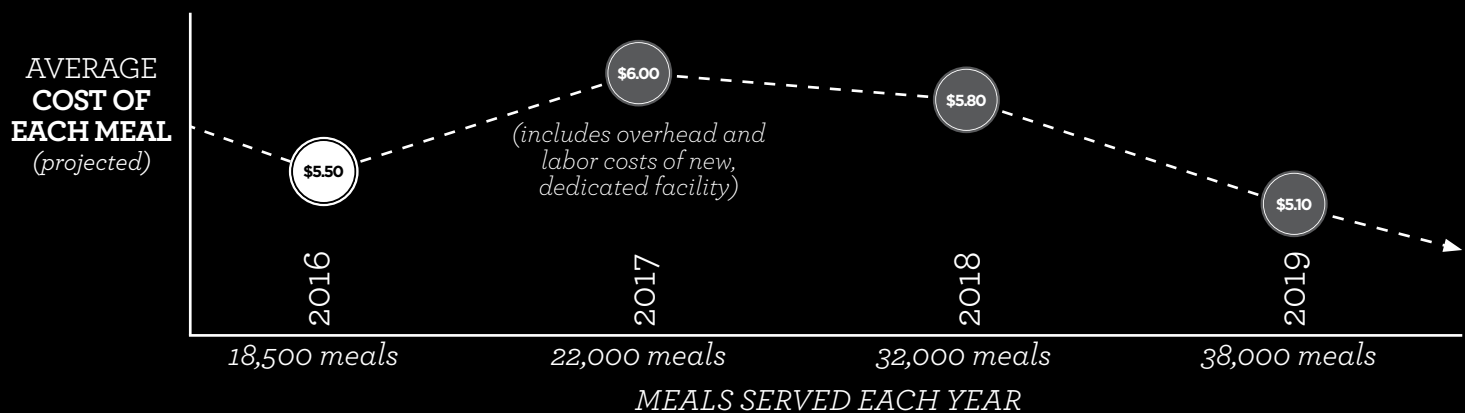 AVERAGE
COST OF
EACH MEAL
(projected)
$5.50
$6.00
$5.80
$5.10
(includes overhead and
labor costs of new,
dedicated facility)
2016
2017
2018
2019
18,500 meals
22,000 meals
32,000 meals
38,000 meals
MEALS SERVED EACH YEAR